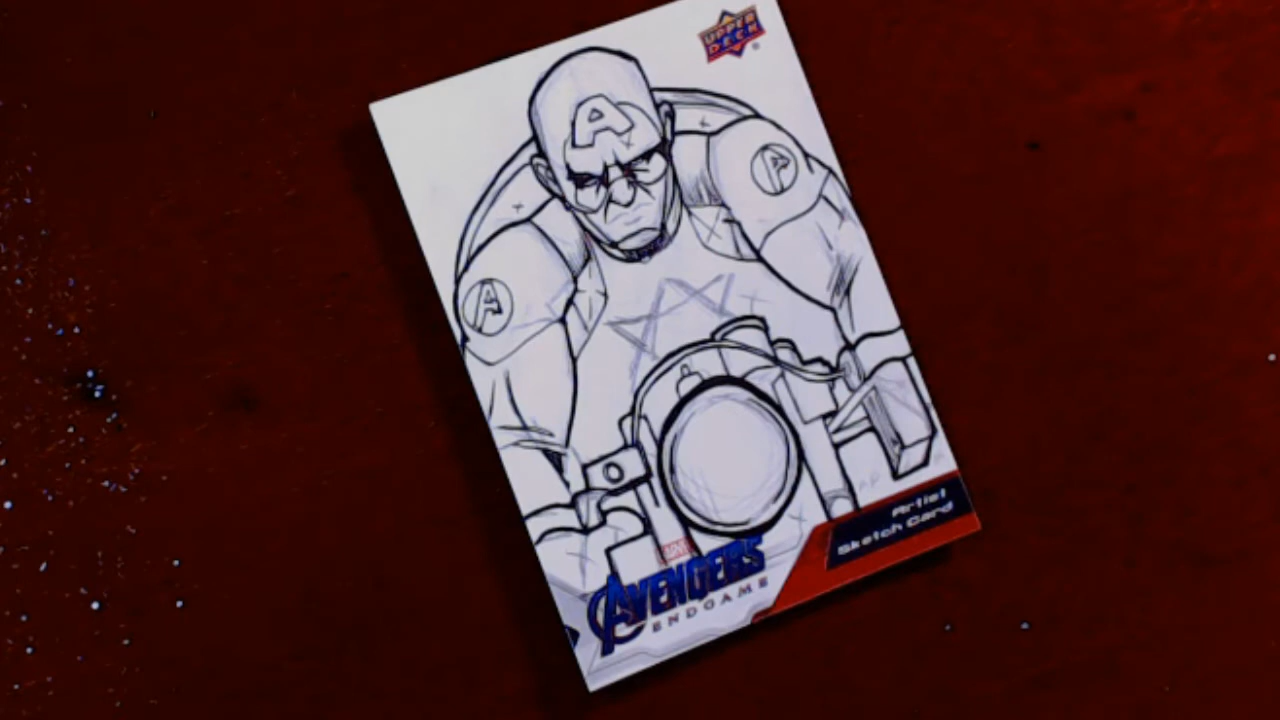 UPPER
DECK
®
A
A
A
Artist
Sketch Card
MARVEL
AVENGERS
ENDGAME